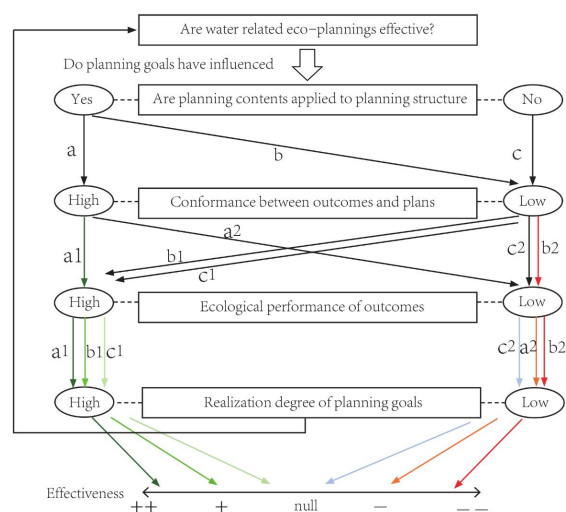 Are water related eco-plannings effective?
Do planning goals have influenced
Yes
Are planning contents applied to planning structure
No
a
b
c
High
Conformance between outcomes and plans
Low
a1
b1
a2
c1
c2
b2
High
Ecological performance of outcomes
Low
a1
b1
c1
c2
a2
b2
High
Realization degree of planning goals
Low
Effectiveness
++
+
null
—
— —